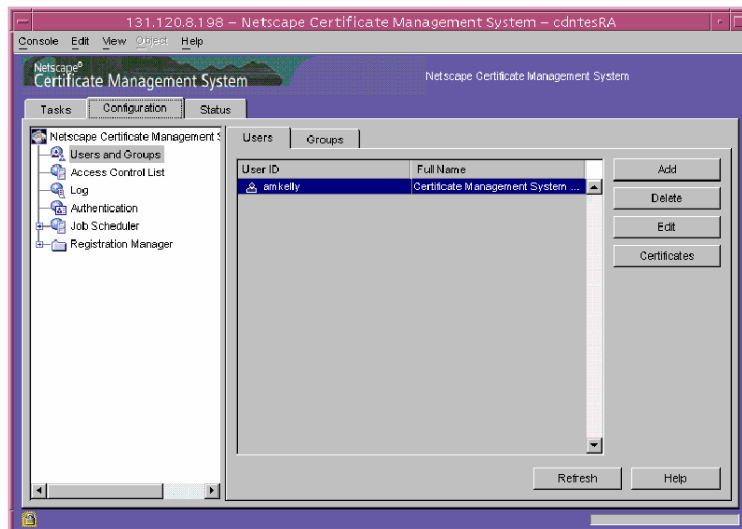 131.120.8.198 – Netscape Certificate Management System – cdntesRA
Console Edit View Object Help
Netscape®
Certificate Management System
Netscape Certificate Management System
Tasks Configuration Status
Netscape Certificate Management S
Users and Groups
Access Control List
Log
Authentication
Job Scheduler
Registration Manager
Users Groups
User ID Full Name
amkelly Certificate Management System ...
Add
Delete
Edit
Certificates
Refresh Help